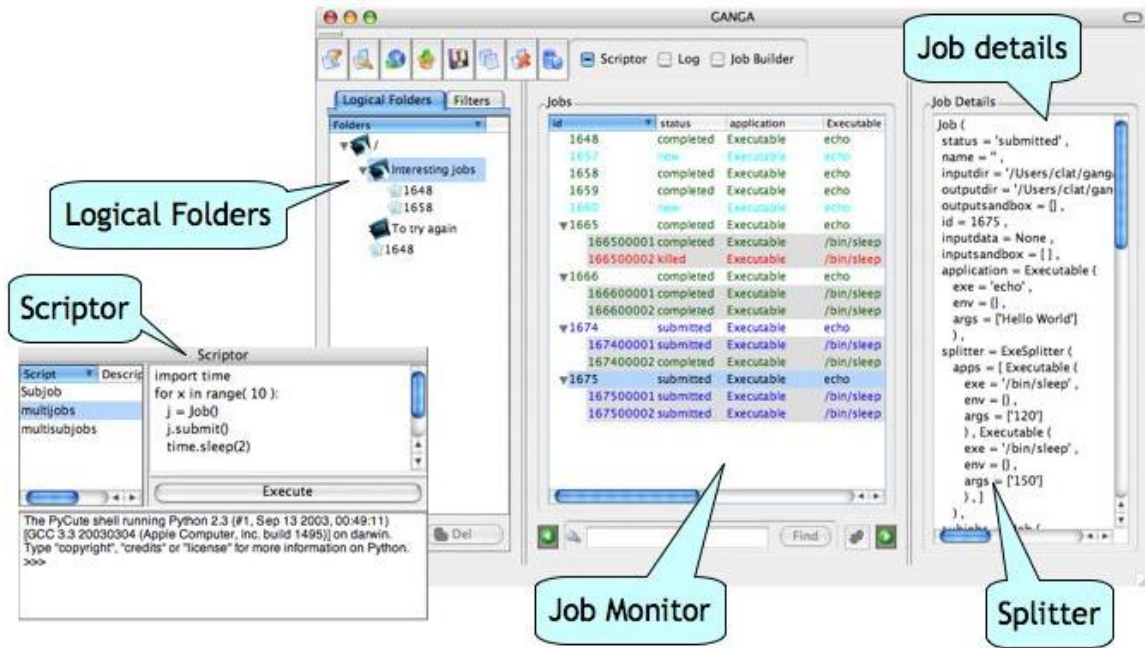 GANGA
Job details
Scriptor Log Job Builder
Logical Folders Filters
Folders
/
Interesting jobs
1648
1658
To try again
1648
Logical Folders
Jobs
id status application Executable
1648 completed Executable echo
1657 new Executable echo
1658 completed Executable echo
1659 completed Executable echo
1660 new Executable echo
1665 completed Executable echo
166500001 completed Executable /bin/sleep
166500002 killed Executable /bin/sleep
1666 completed Executable echo
166600001 completed Executable /bin/sleep
166600002 completed Executable /bin/sleep
1674 submitted Executable echo
167400001 submitted Executable /bin/sleep
167400002 completed Executable /bin/sleep
1675 submitted Executable echo
167500001 submitted Executable /bin/sleep
167500002 submitted Executable /bin/sleep
Find
Job Details
Job (
status = 'submitted' ,
name = '' ,
inputdir = '/Users/clat/ganga
outputdir = '/Users/clat/gan
outputsandbox = [] ,
id = 1675 ,
inputdata = None ,
inputsandbox = [ ] ,
application = Executable (
exe = 'echo' ,
env = {} ,
args = ['Hello World']
) ,
splitter = ExeSplitter (
apps = [ Executable (
exe = '/bin/sleep' ,
env = {} ,
args = ['120']
) , Executable (
exe = '/bin/sleep' ,
env = {} ,
args = ['150']
) , ]
) ,
Scriptor
Scriptor
Script Descrip
Subjob
multijobs
multisubjobs
import time
for x in range( 10 ):
j = Job()
j.submit()
time.sleep(2)
Execute
The PyCute shell running Python 2.3 (#1, Sep 13 2003, 00:49:11)
[GCC 3.3 20030304 (Apple Computer, Inc. build 1495)] on darwin.
Type "copyright", "credits" or "license" for more information on Python.
>>>
Del
Job Monitor
Splitter